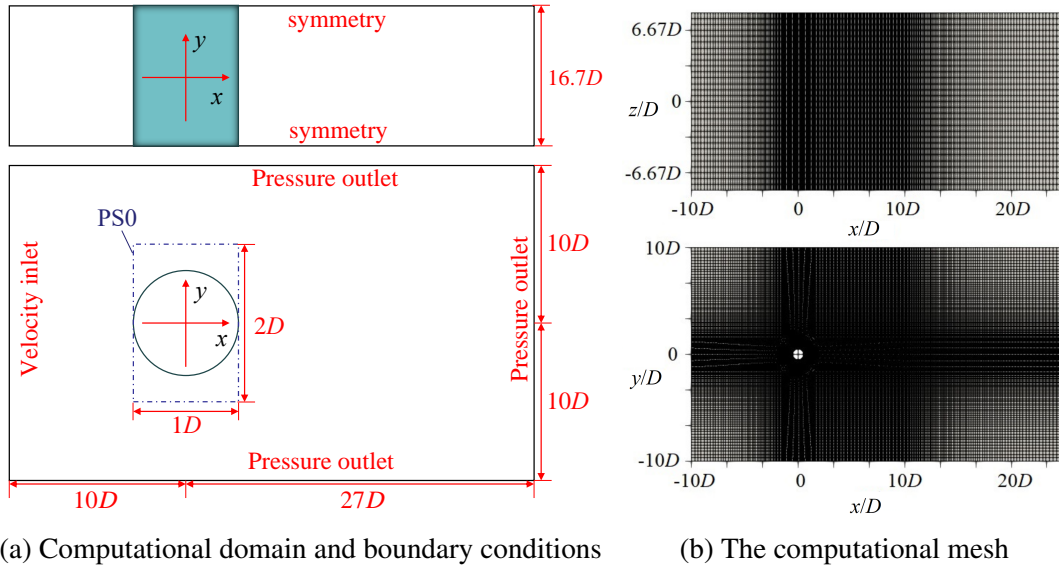 symmetry
y
x
symmetry
16.7D
Pressure outlet
PS0
Velocity inlet
y
x
2D
1D
10D
Pressure outlet
10D
Pressure outlet
10D
27D
(a) Computational domain and boundary conditions
6.67D
z/D
0
-6.67D
-10D 0 10D 20D
x/D
10D
0
y/D
-10D
-10D 0 10D 20D
x/D
(b) The computational mesh